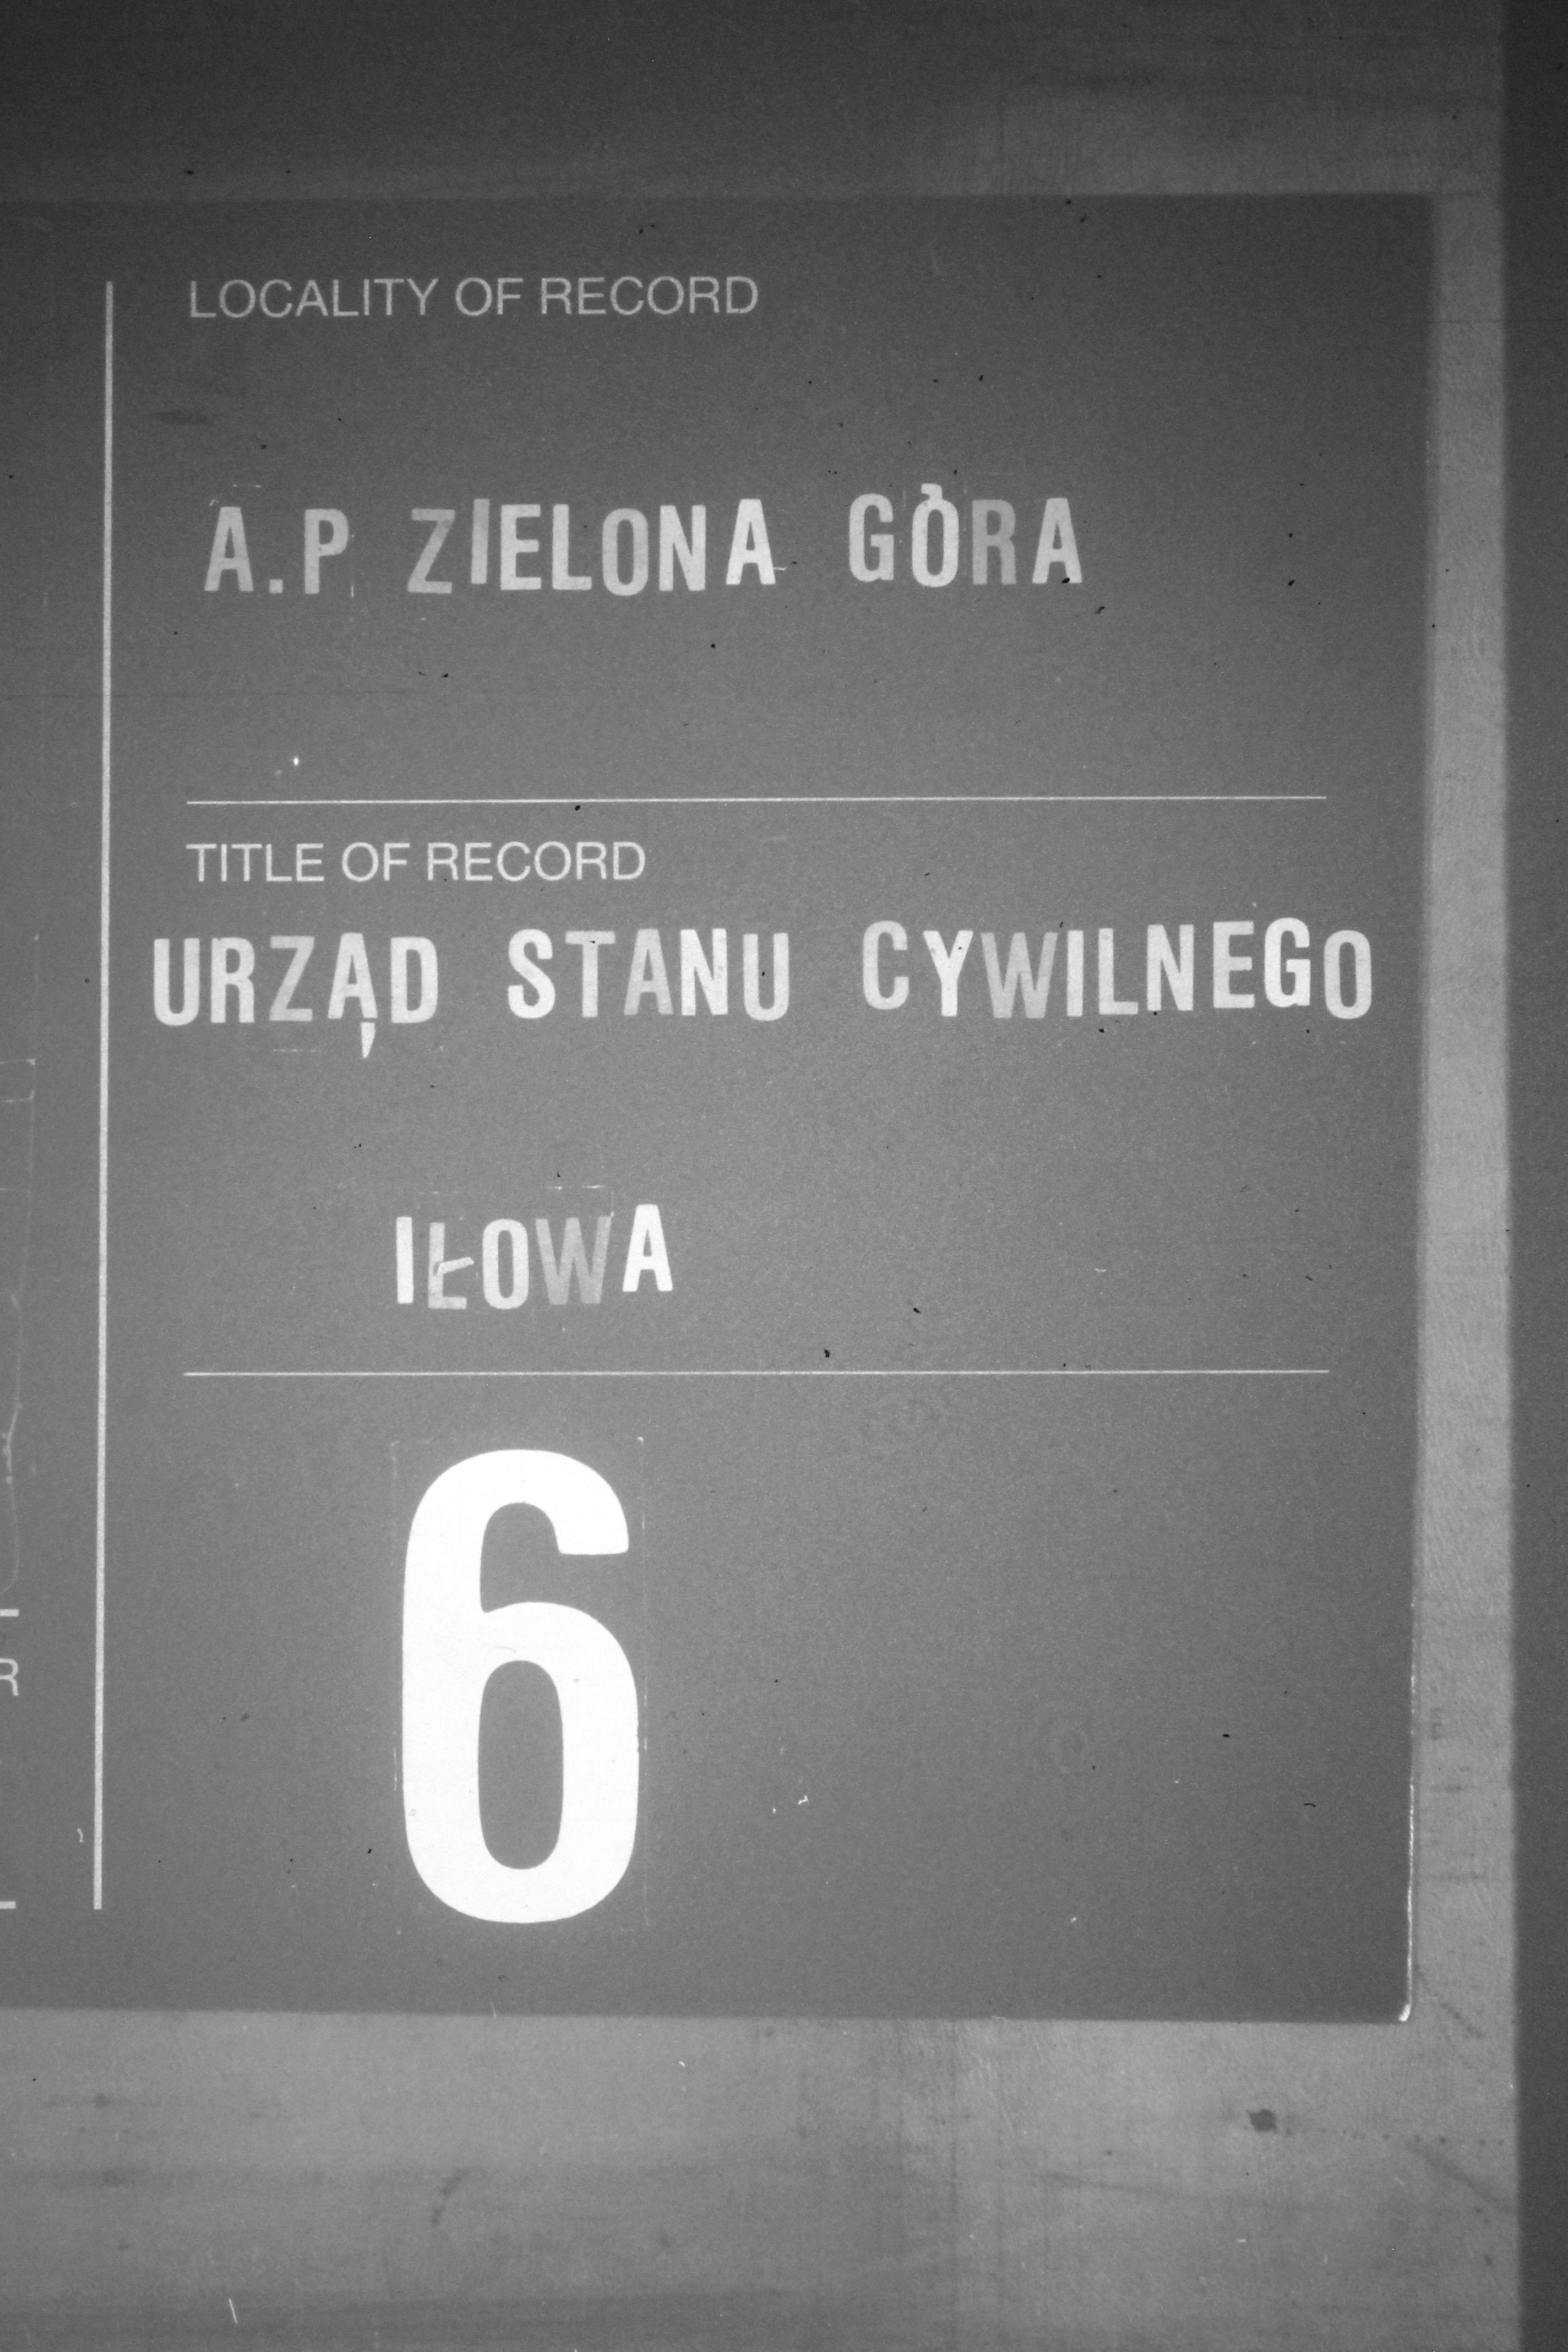 LOCALITY OF RECORD
A.P ZIELONA GÓRA
TITLE OF RECORD
URZĄD STANU CYWILNEGO
IŁOWA
6
R